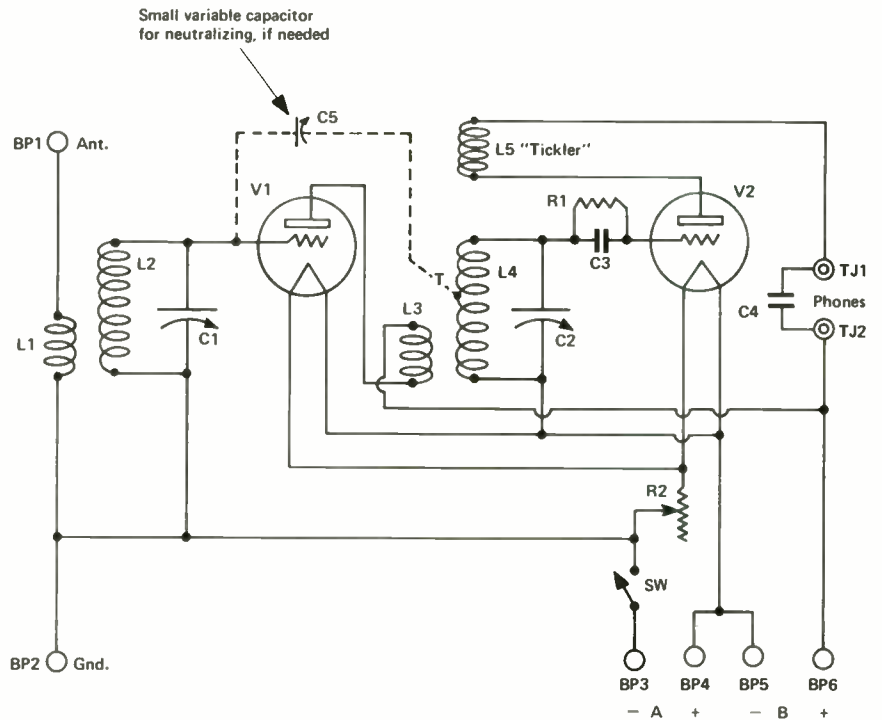 Small variable capacitor
for neutralizing, if needed
C5
BP1 Ant.
L5 "Tickler"
V1
V2
R1
L2
T
L4
C3
TJ1
L3
C4
Phones
C1
C2
TJ2
L1
R2
SW
BP2 Gnd.
BP3 BP4 BP5 BP6
− A + − B +